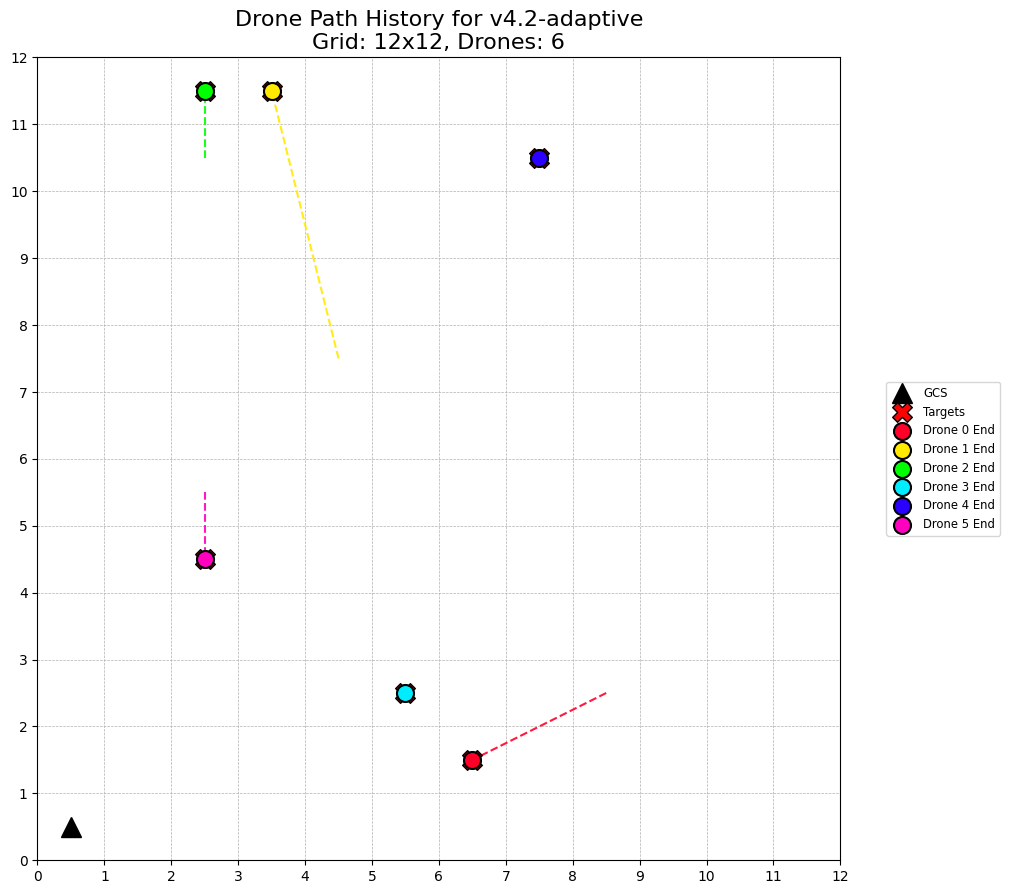 Drone Path History for v4.2-adaptive
Grid: 12x12, Drones: 6
12
11
10
9
8
7
6
5
4
3
2
1
0
0 1 2 3 4 5 6 7 8 9 10 11 12
GCS
Targets
Drone 0 End
Drone 1 End
Drone 2 End
Drone 3 End
Drone 4 End
Drone 5 End